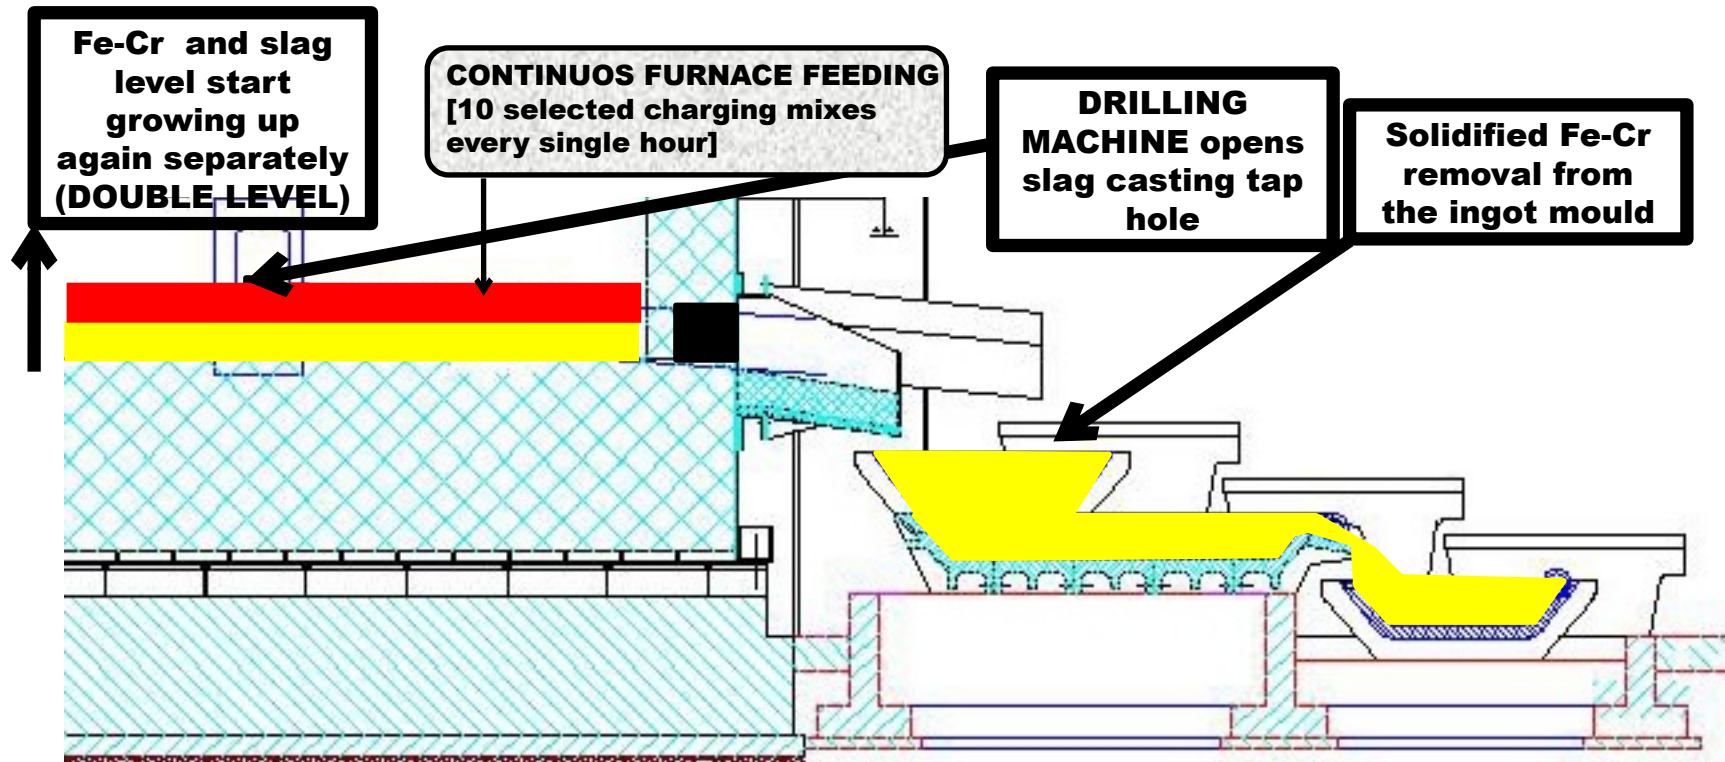 Fe-Cr and slag
level start
growing up
again separately
(DOUBLE LEVEL)
CONTINUOS FURNACE FEEDING
[10 selected charging mixes
every single hour]
DRILLING
MACHINE opens
slag casting tap
hole
Solidified Fe-Cr
removal from
the ingot mould